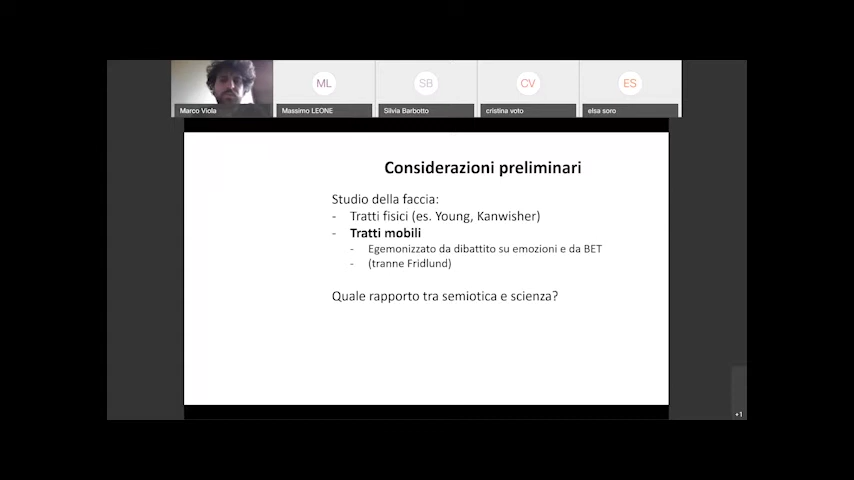 ML
SB
CV
ES
Marco Viola
Massimo LEONE
Silvia Barbotto
cristina voto
elsa soro
Considerazioni preliminari
Studio della faccia:
- Tratti fisici (es. Young, Kanwisher)
- Tratti mobili
- Egemonizzato da dibattito su emozioni e da BET
- (tranne Fridlund)
Quale rapporto tra semiotica e scienza?
+1